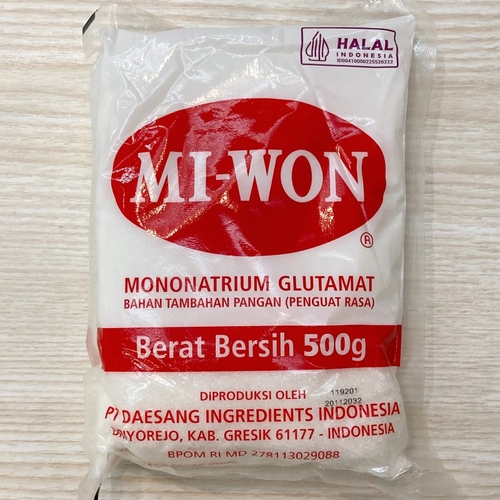 HALAL
INDONESIA
ID00410000225520222
MI-WON
®
MONONATRIUM GLUTAMAT
BAHAN TAMBAHAN PANGAN (PENGUAT RASA)
Berat Bersih 500g
119201
20112032
DIPRODUKSI OLEH
PT DAESANG INGREDIENTS INDONESIA
KAB. GRESIK 61177 - INDONESIA
BPOM RI MD 278113029088